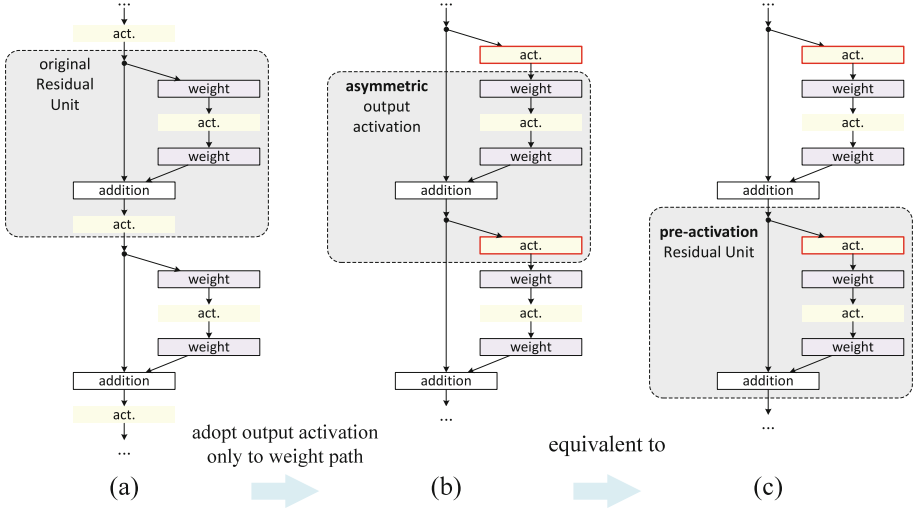 ...
act.
original
Residual
Unit
weight
act.
weight
addition
act.
weight
act.
weight
addition
act.
...
adopt output activation
only to weight path
(a)
...
act.
asymmetric
output
activation
weight
act.
weight
addition
act.
weight
act.
weight
addition
...
equivalent to
(b)
...
act.
weight
act.
weight
addition
pre-activation
Residual Unit
act.
weight
act.
weight
addition
...
(c)